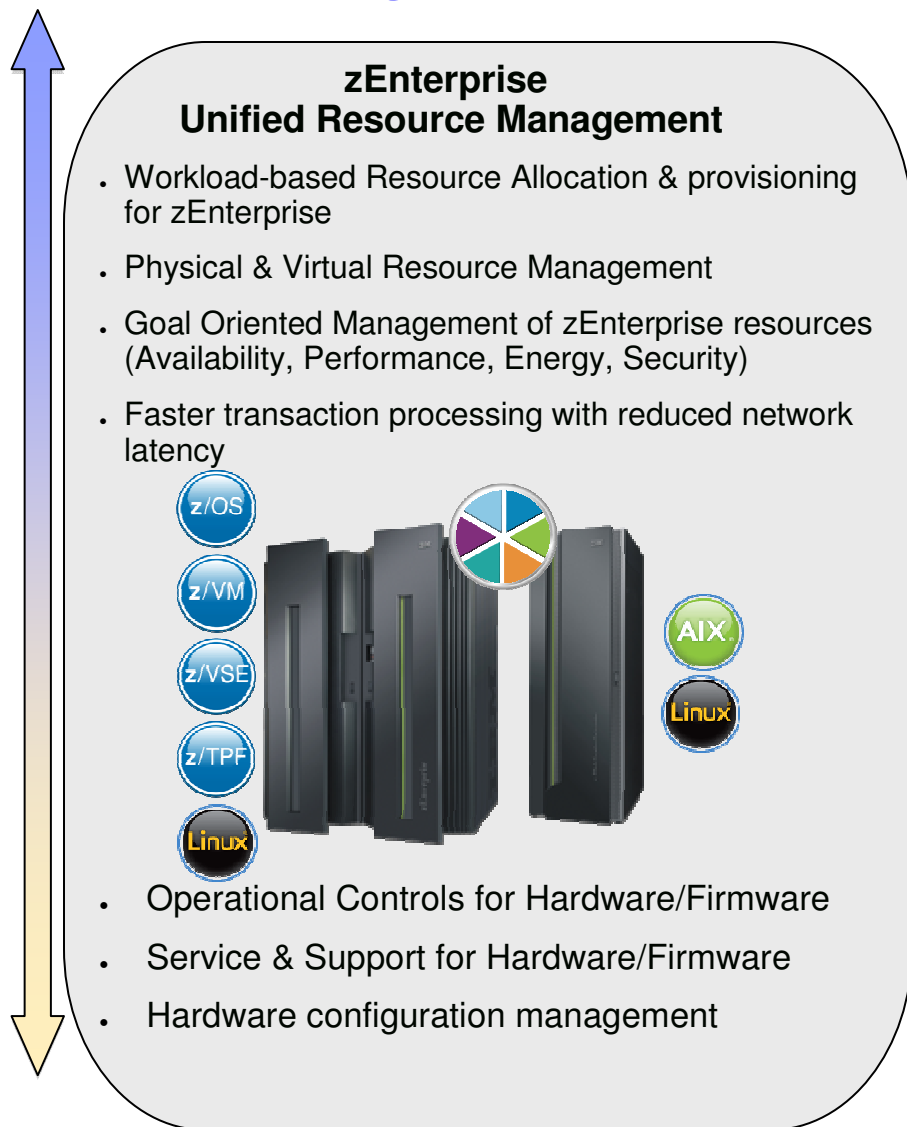 zEnterprise
Unified Resource Management
• Workload-based Resource Allocation & provisioning
for zEnterprise
• Physical & Virtual Resource Management
• Goal Oriented Management of zEnterprise resources
(Availability, Performance, Energy, Security)
• Faster transaction processing with reduced network
latency
z/OS
z/VM
z/VSE
z/TPF
Linux
zEnterprise
AIX
Linux
• Operational Controls for Hardware/Firmware
• Service & Support for Hardware/Firmware
• Hardware configuration management